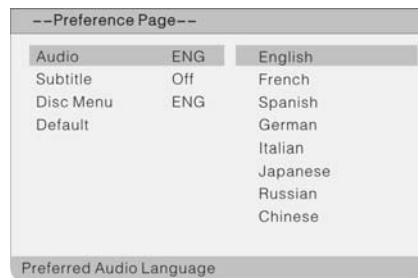 --Preference Page--
Audio ENG English
Subtitle Off French
Disc Menu ENG Spanish
Default German
Italian
Japanese
Russian
Chinese
Preferred Audio Language